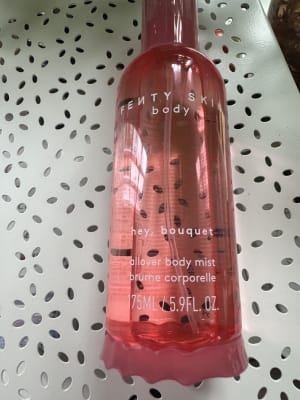 FENTY SKIN
body
hey, bouquet
allover body mist
brume corporelle
175ML / 5.9FL. OZ.